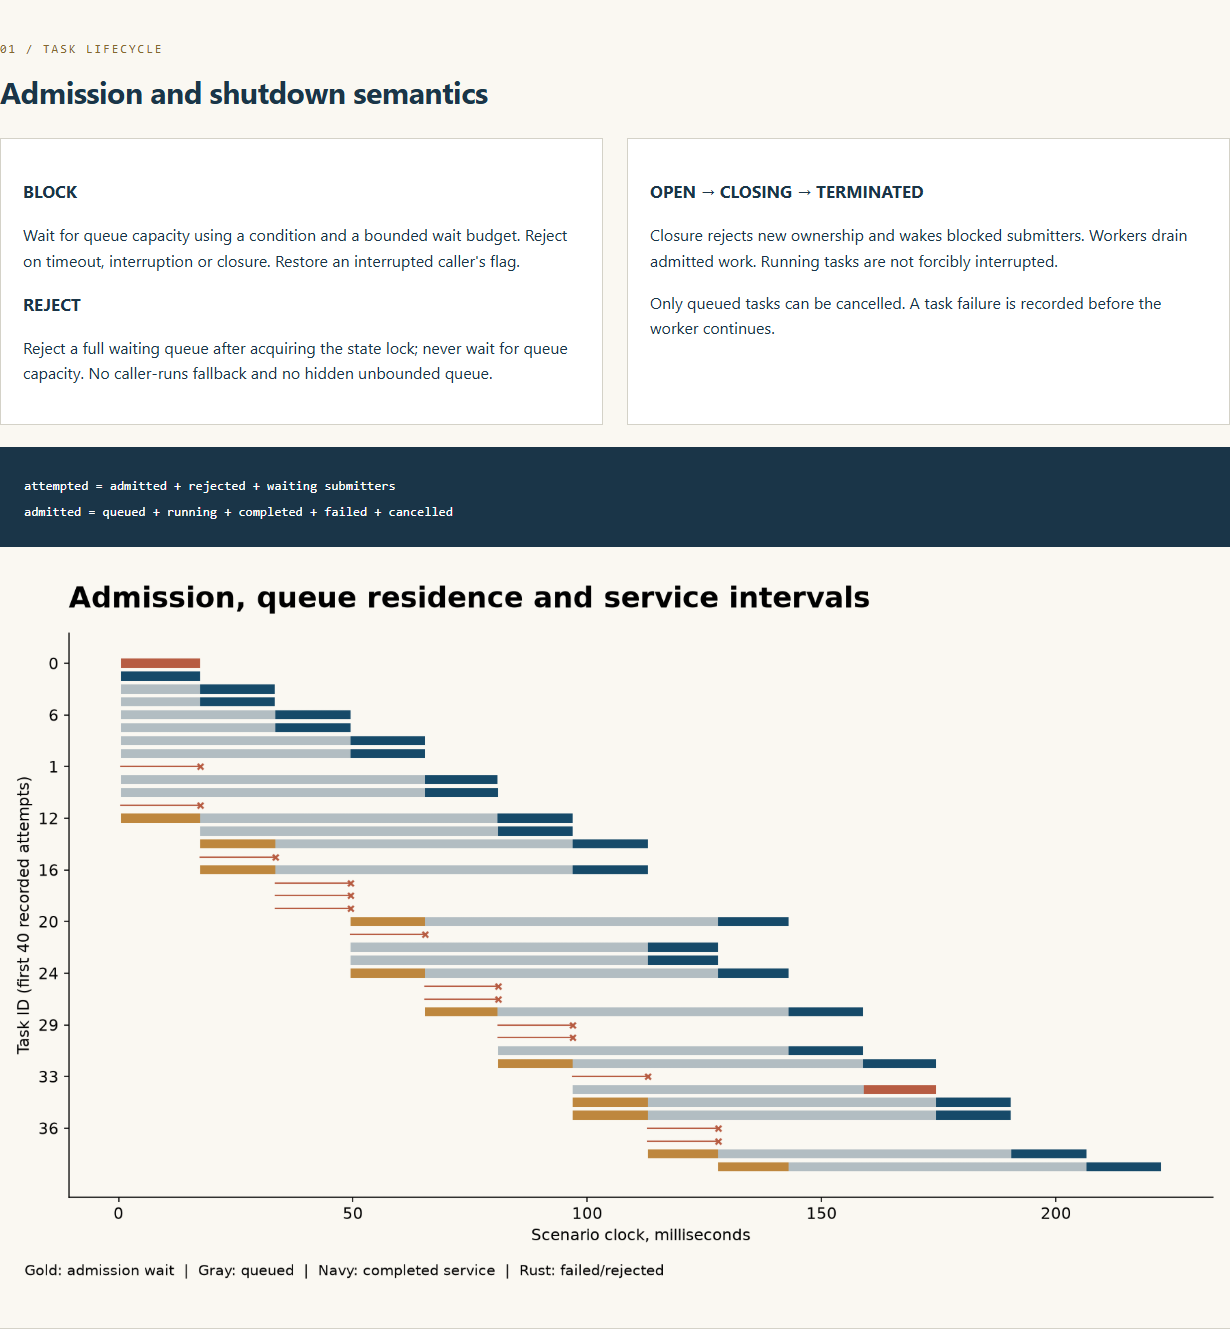 01 / TASK LIFECYCLE
Admission and shutdown semantics
BLOCK
Wait for queue capacity using a condition and a bounded wait budget. Reject
on timeout, interruption or closure. Restore an interrupted caller's flag.
REJECT
Reject a full waiting queue after acquiring the state lock; never wait for queue
capacity. No caller-runs fallback and no hidden unbounded queue.
OPEN → CLOSING → TERMINATED
Closure rejects new ownership and wakes blocked submitters. Workers drain
admitted work. Running tasks are not forcibly interrupted.
Only queued tasks can be cancelled. A task failure is recorded before the
worker continues.
attempted = admitted + rejected + waiting submitters
admitted = queued + running + completed + failed + cancelled
Admission, queue residence and service intervals
Task ID (first 40 recorded attempts)
0
6
1
12
16
20
24
29
33
36
0 50 100 150 200
Scenario clock, milliseconds
Gold: admission wait | Gray: queued | Navy: completed service | Rust: failed/rejected